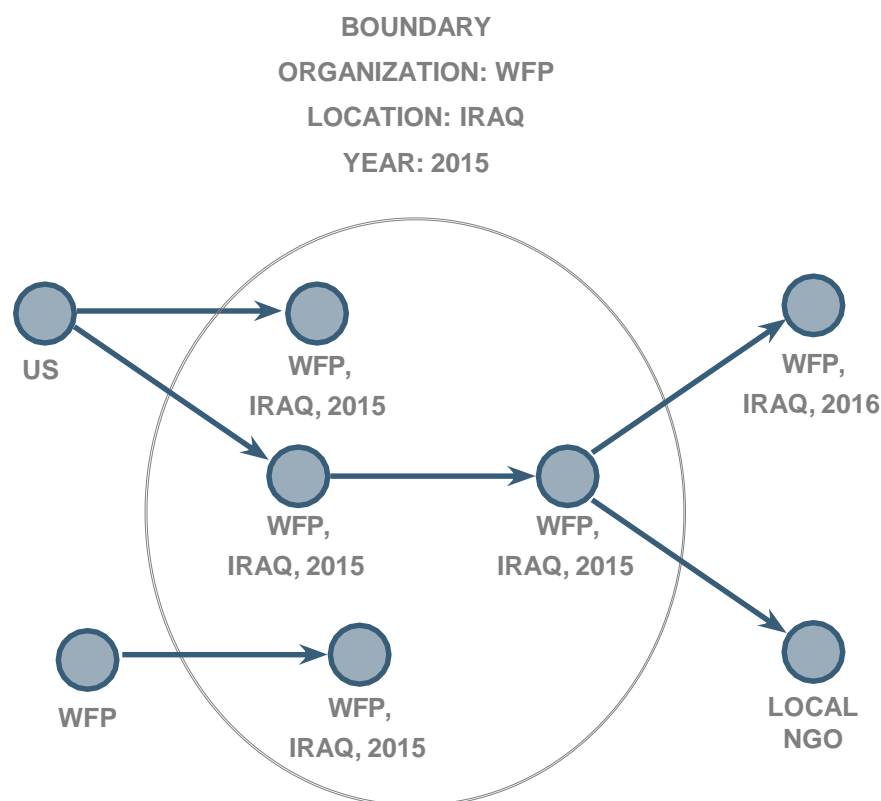 BOUNDARY
ORGANIZATION: WFP
LOCATION: IRAQ
YEAR: 2015
US
WFP,
IRAQ, 2015
WFP,
IRAQ, 2016
WFP,
IRAQ, 2015
WFP,
IRAQ, 2015
WFP
WFP,
IRAQ, 2015
LOCAL
NGO